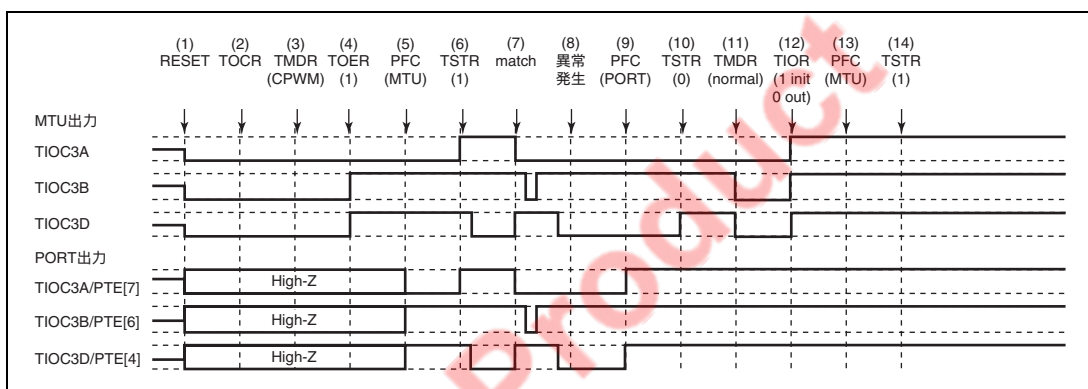 (1) (2) (3) (4) (5) (6) (7) (8) (9) (10) (11) (12) (13) (14)
RESET TOCR TMDR TOER PFC TSTR match 異常 PFC TSTR TMDR TIOR PFC TSTR
(CPWM) (1) (MTU) (1) 発生 (PORT) (0) (normal) (1 init (MTU) (1)
0 out)
MTU出力
TIOC3A
TIOC3B
TIOC3D
PORT出力
TIOC3A/PTE[7] High-Z
TIOC3B/PTE[6] High-Z
TIOC3D/PTE[4] High-Z
Product